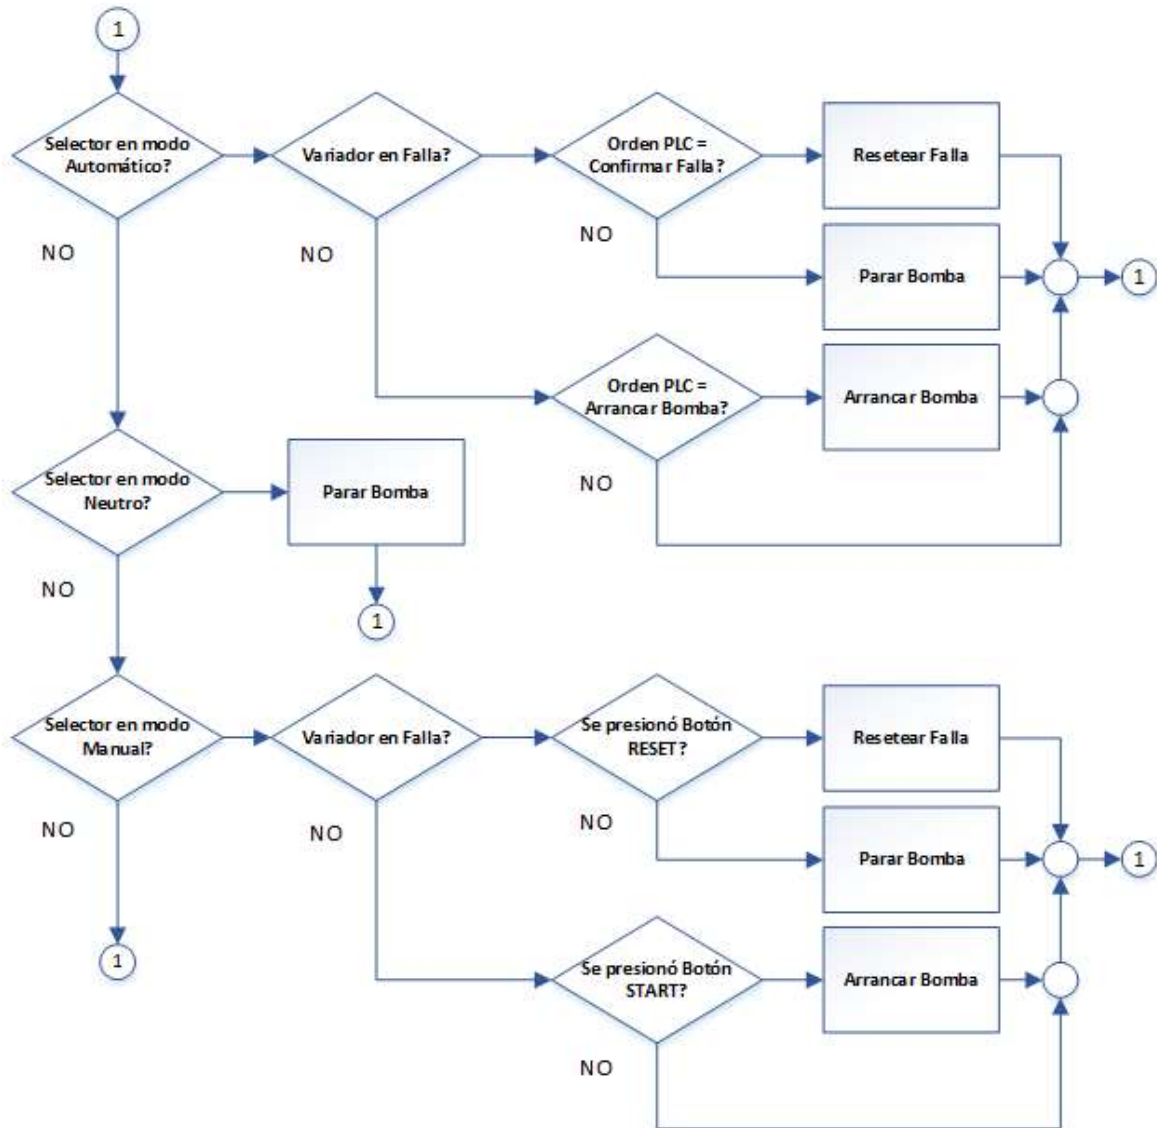 1
Selector en modo
Automático?
Variador en Falla?
Orden PLC =
Confirmar Falla?
Resetear Falla
NO
NO
NO
Parar Bomba
1
Orden PLC =
Arrancar Bomba?
Arrancar Bomba
NO
Selector en modo
Neutro?
Parar Bomba
NO
1
Selector en modo
Manual?
Variador en Falla?
Se presionó Botón
RESET?
Resetear Falla
NO
NO
NO
Parar Bomba
1
1
Se presionó Botón
START?
Arrancar Bomba
NO